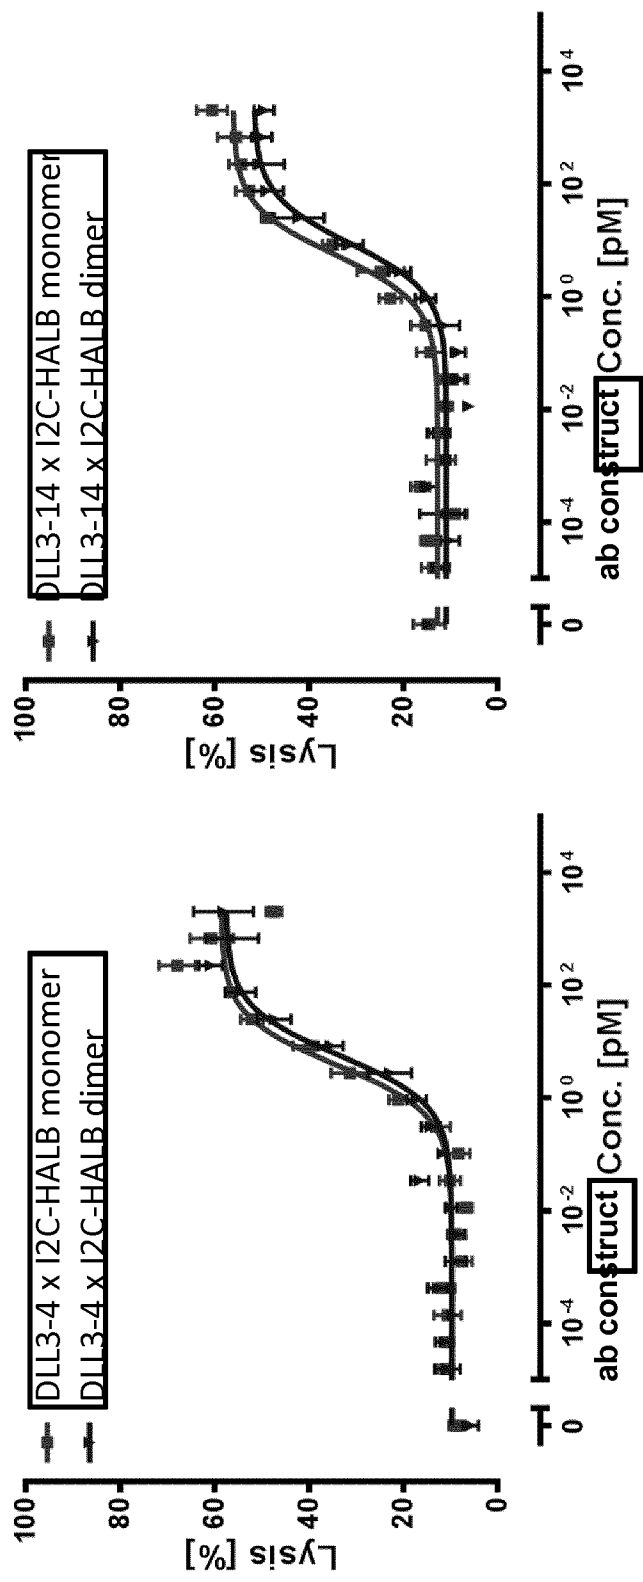 DLL3-4 x I2C-HALB monomer
DLL3-4 x I2C-HALB dimer
100
80
60
40
20
0
Lysis [%]
0 10-4 10-2 100 102 104
ab construct Conc. [pM]
DLL3-14 x I2C-HALB monomer
DLL3-14 x I2C-HALB dimer
100
80
60
40
20
0
Lysis [%]
0 10-4 10-2 100 102 104
ab construct Conc. [pM]